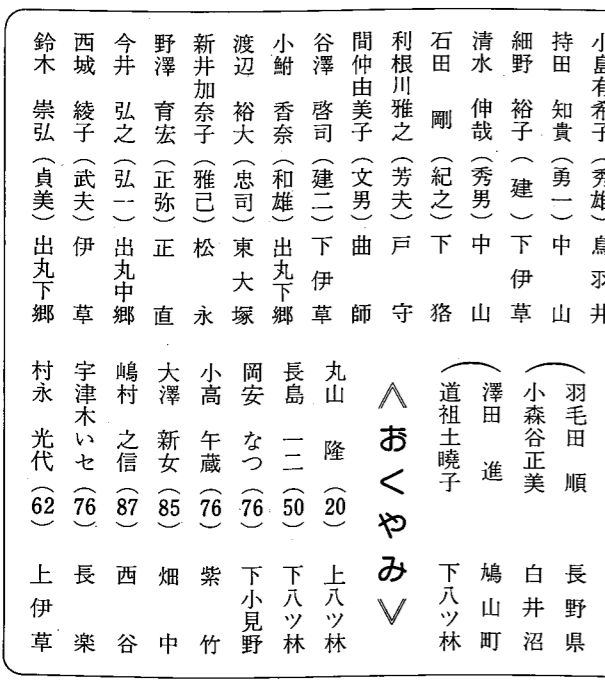 小島有希子（秀雄）鳥羽井
持田 知貴（勇一）中山
細野 裕子（建）下伊草
清水 伸哉（秀男）中山
石田 剛（紀之）下狢
利根川雅之（芳夫）戸守
間仲由美子（文男）曲師
谷澤 啓司（建二）下伊草
小鮒 香奈（和雄）出丸下郷
渡辺 裕大（忠司）東大塚
新井加奈子（雅己）松永
野澤 育宏（正弥）正直
今井 弘之（弘一）出丸中郷
西城 綾子（武夫）伊草
鈴木 崇弘（貞美）出丸下郷
羽毛田 順 長野県
小森谷正美 白井沼
澤田 進 鳩山町
道祖土曉子 下八ツ林
≪おくやみ≫
丸山 隆（20）上八ツ林
長島 一二（50）下八ツ林
岡安 なつ（76）下小見野
小高 午蔵（76）紫竹
大澤 新女（85）畑中
嶋村 之信（87）西谷
宇津木いセ（76）長楽
村永 光代（62）上伊草